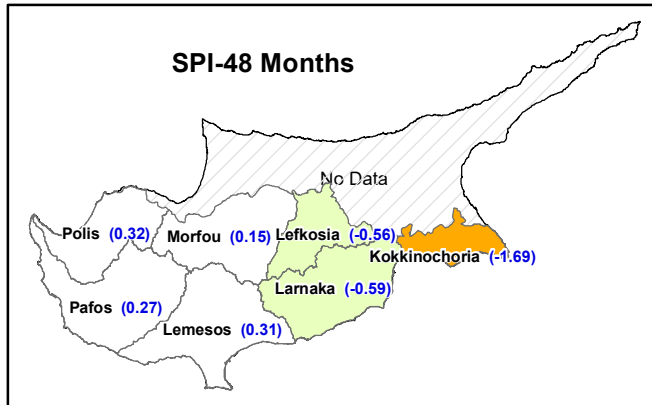 SPI-48 Months
No Data
Polis (0.32)
Morfou (0.15)
Lefkosia (-0.56)
Kokkinochoria (-1.69)
Larnaka (-0.59)
Pafos (0.27)
Lemesos (0.31)